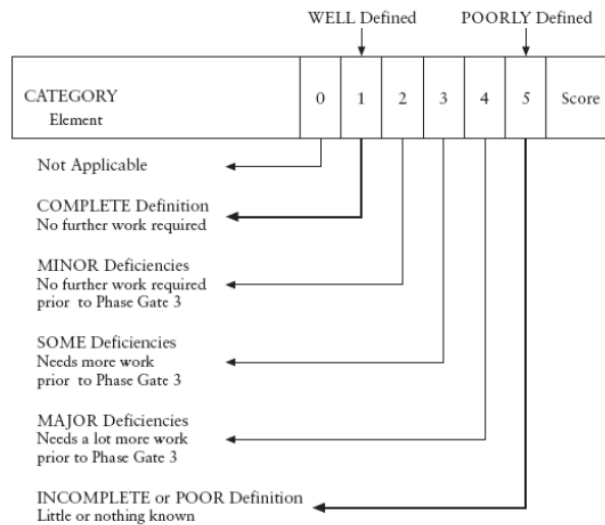 WELL Defined POORLY Defined
CATEGORY 0 1 2 3 4 5 Score
Element
Not Applicable
COMPLETE Definition
No further work required
MINOR Deficiencies
No further work required
prior to Phase Gate 3
SOME Deficiencies
Needs more work
prior to Phase Gate 3
MAJOR Deficiencies
Needs a lot more work
prior to Phase Gate 3
INCOMPLETE or POOR Definition
Little or nothing known